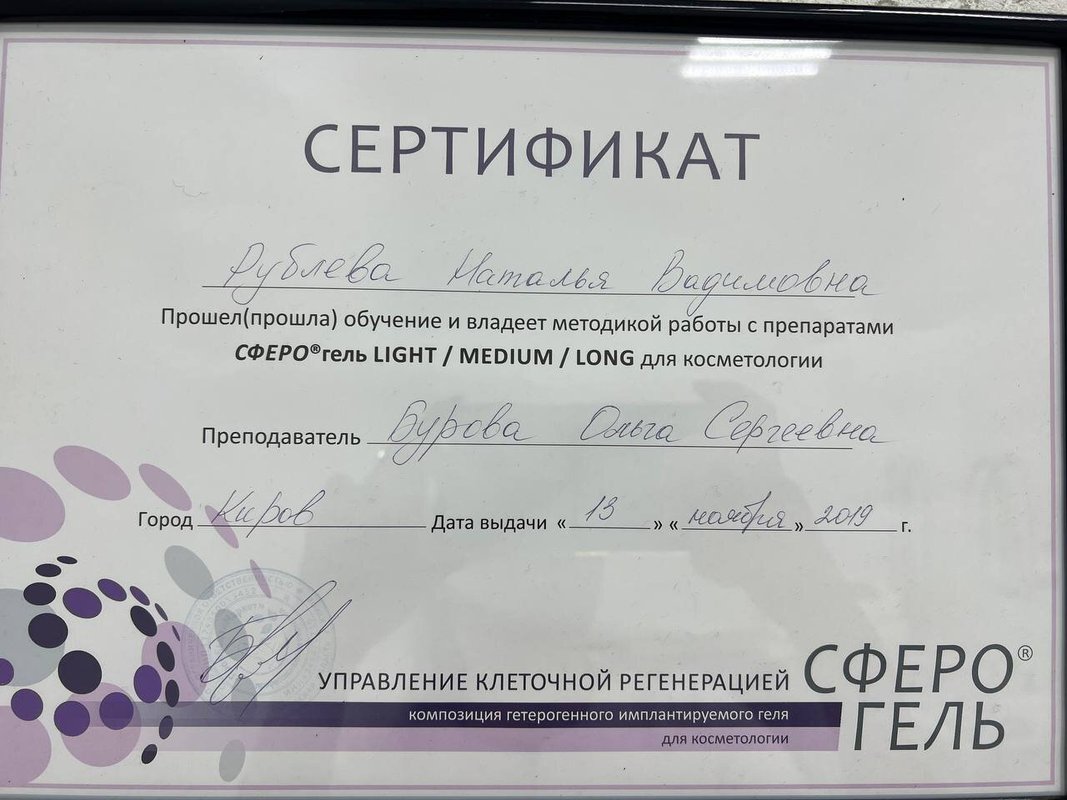 СЕРТИФИКАТ
Рублева Наталья Вадимовна
Прошел(прошла) обучение и владеет методикой работы с препаратами
СФЕРО®гель LIGHT / MEDIUM / LONG для косметологии
Преподаватель Бурова Ольга Сергеевна
Город Киров Дата выдачи «13» «ноября» 2019 г.
УПРАВЛЕНИЕ КЛЕТОЧНОЙ РЕГЕНЕРАЦИЕЙ
композиция гетерогенного имплантируемого геля
для косметологии
СФЕРО®
ГЕЛЬ